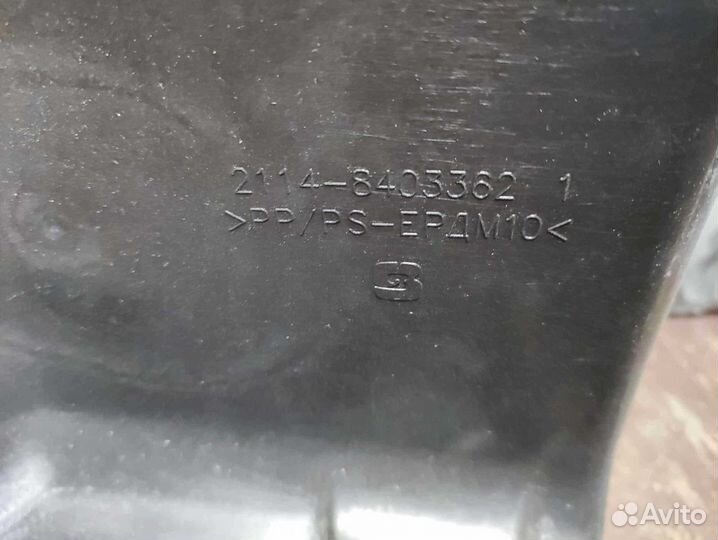 2114-8403362 1
>PP/PS-EPДM10<
Avito